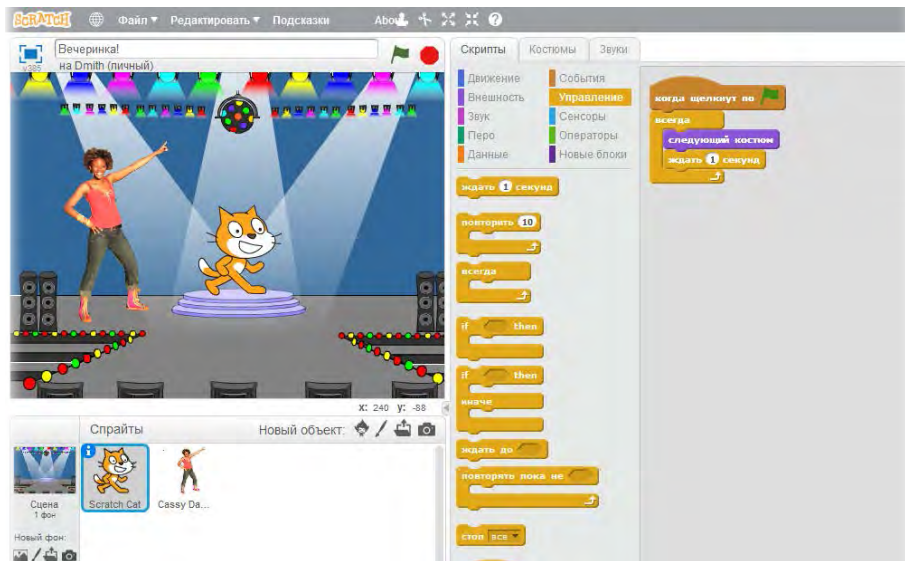 SCRATCH Файл Редактировать Подсказки About
v385 Вечеринка!
на Dmith (личный)
Скрипты Костюмы Звуки
Движение События
Внешность Управление
Звук Сенсоры
Перо Операторы
Данные Новые блоки
ждать 1 секунд
повторить 10
всегда
if then
if then
иначе
ждать до
повторять пока не
стоп все
когда щелкнут по
всегда
следующий костюм
ждать 1 секунд
x: 240 y: -88
Спрайты Новый объект:
Сцена
1 фон
Новый фон:
Scratch Cat
Cassy Da...